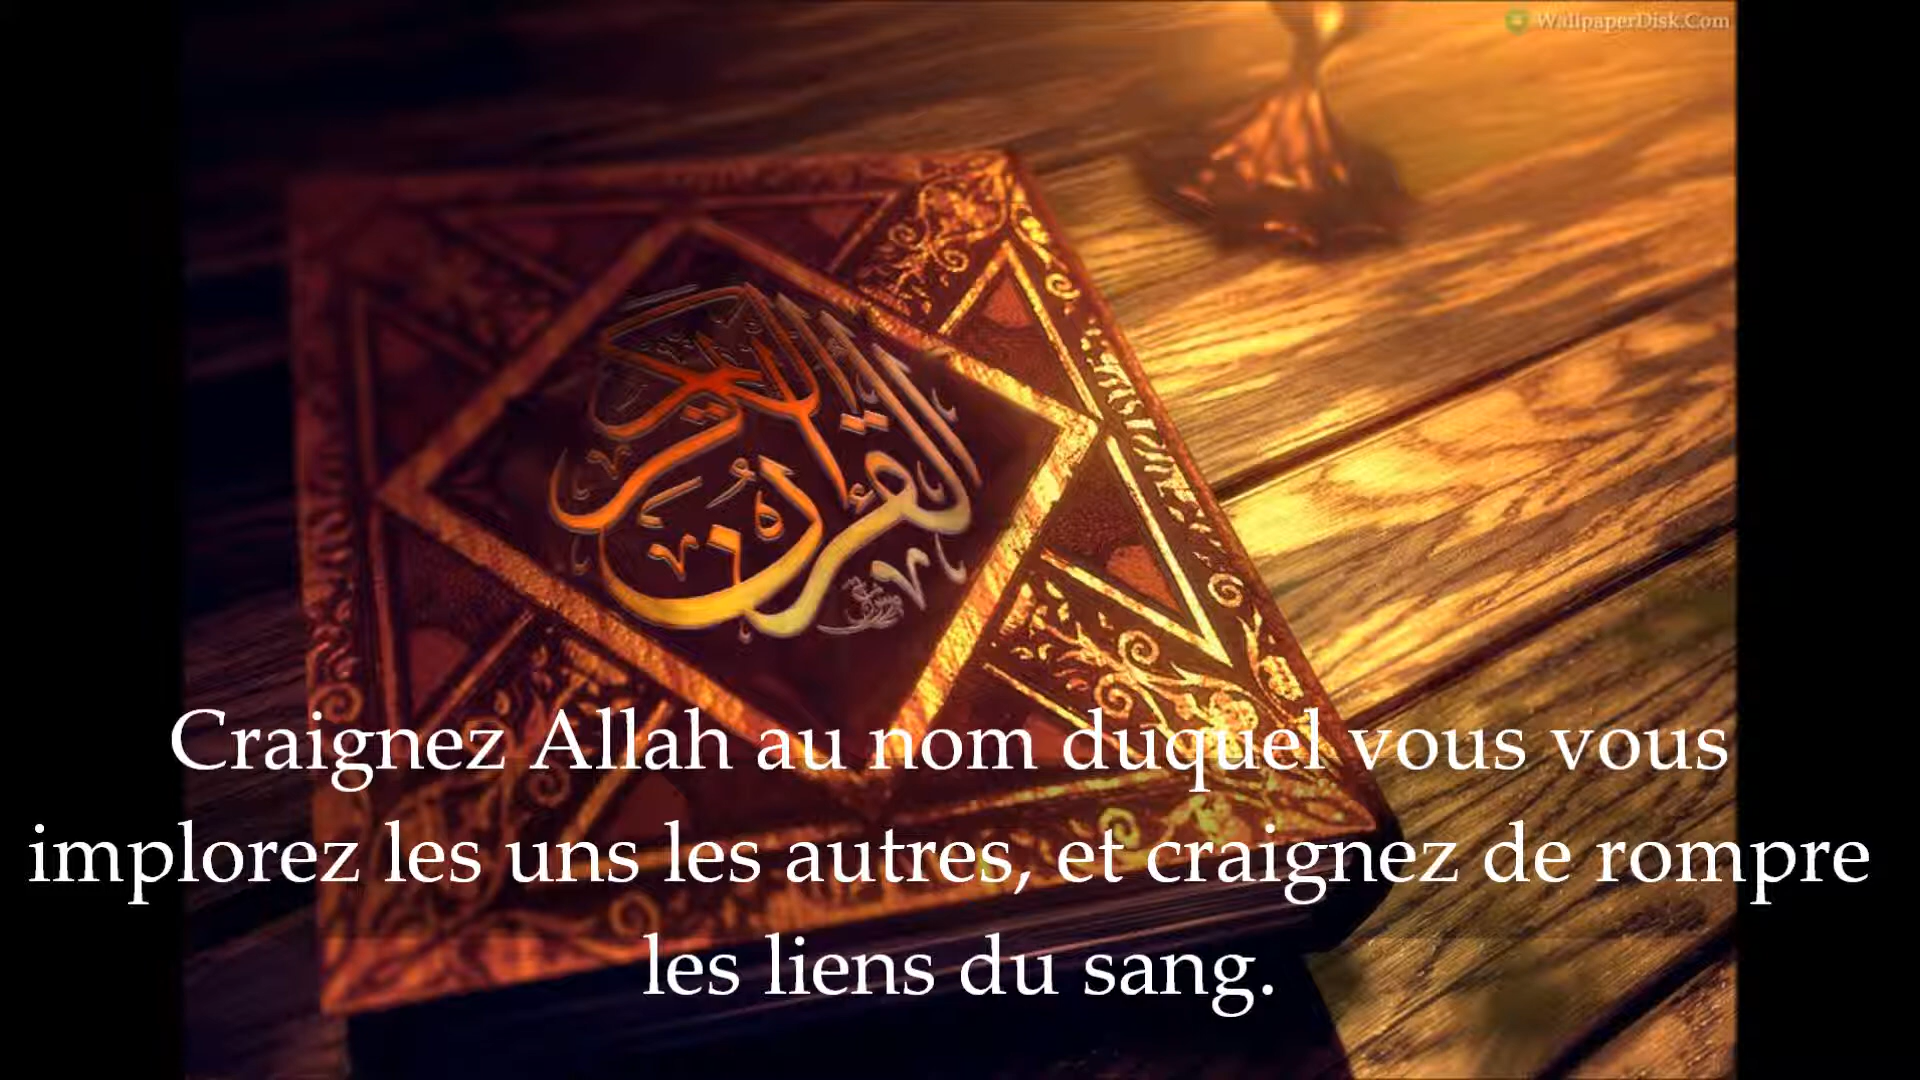 WallpaperDisk.Com
القرآن الكريم
Craignez Allah au nom duquel vous vous
implorez les uns les autres, et craignez de rompre
les liens du sang.